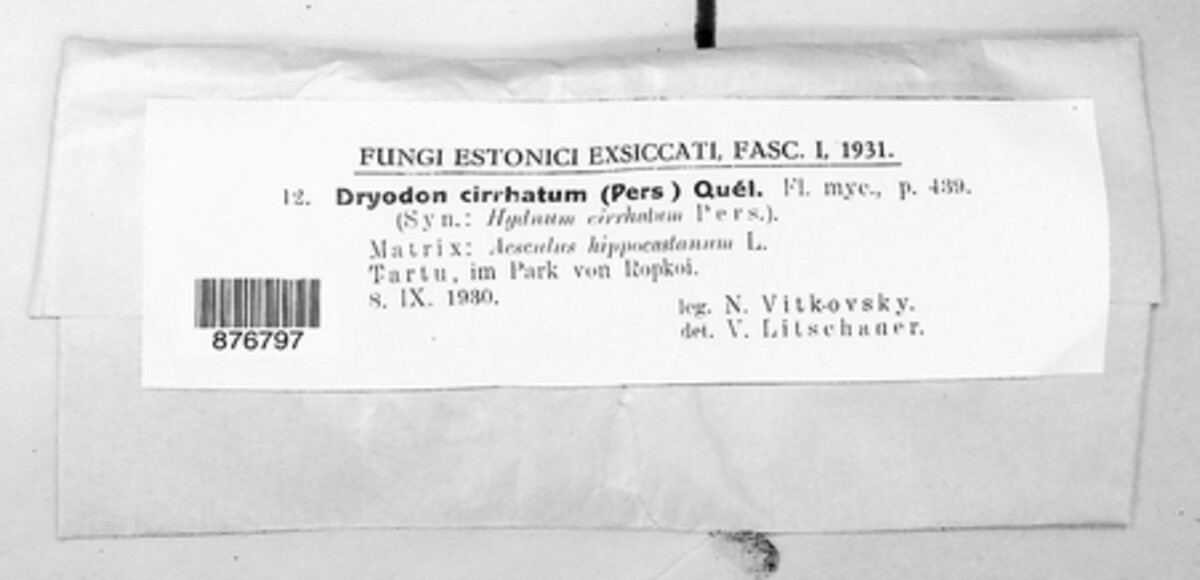 FUNGI ESTONICI EXSICCATI, FASC. I, 1931.
12. Dryodon cirrhatum (Pers) Quél. Fl. myc., p. 439.
(Syn.: Hydnum cirrhatum Pers.).
Matrix: Aesculus hippocastanum L.
Tartu, im Park von Ropkoi.
8. IX. 1930.
leg. N. Vitkovsky.
det. V. Litschauer.
876797